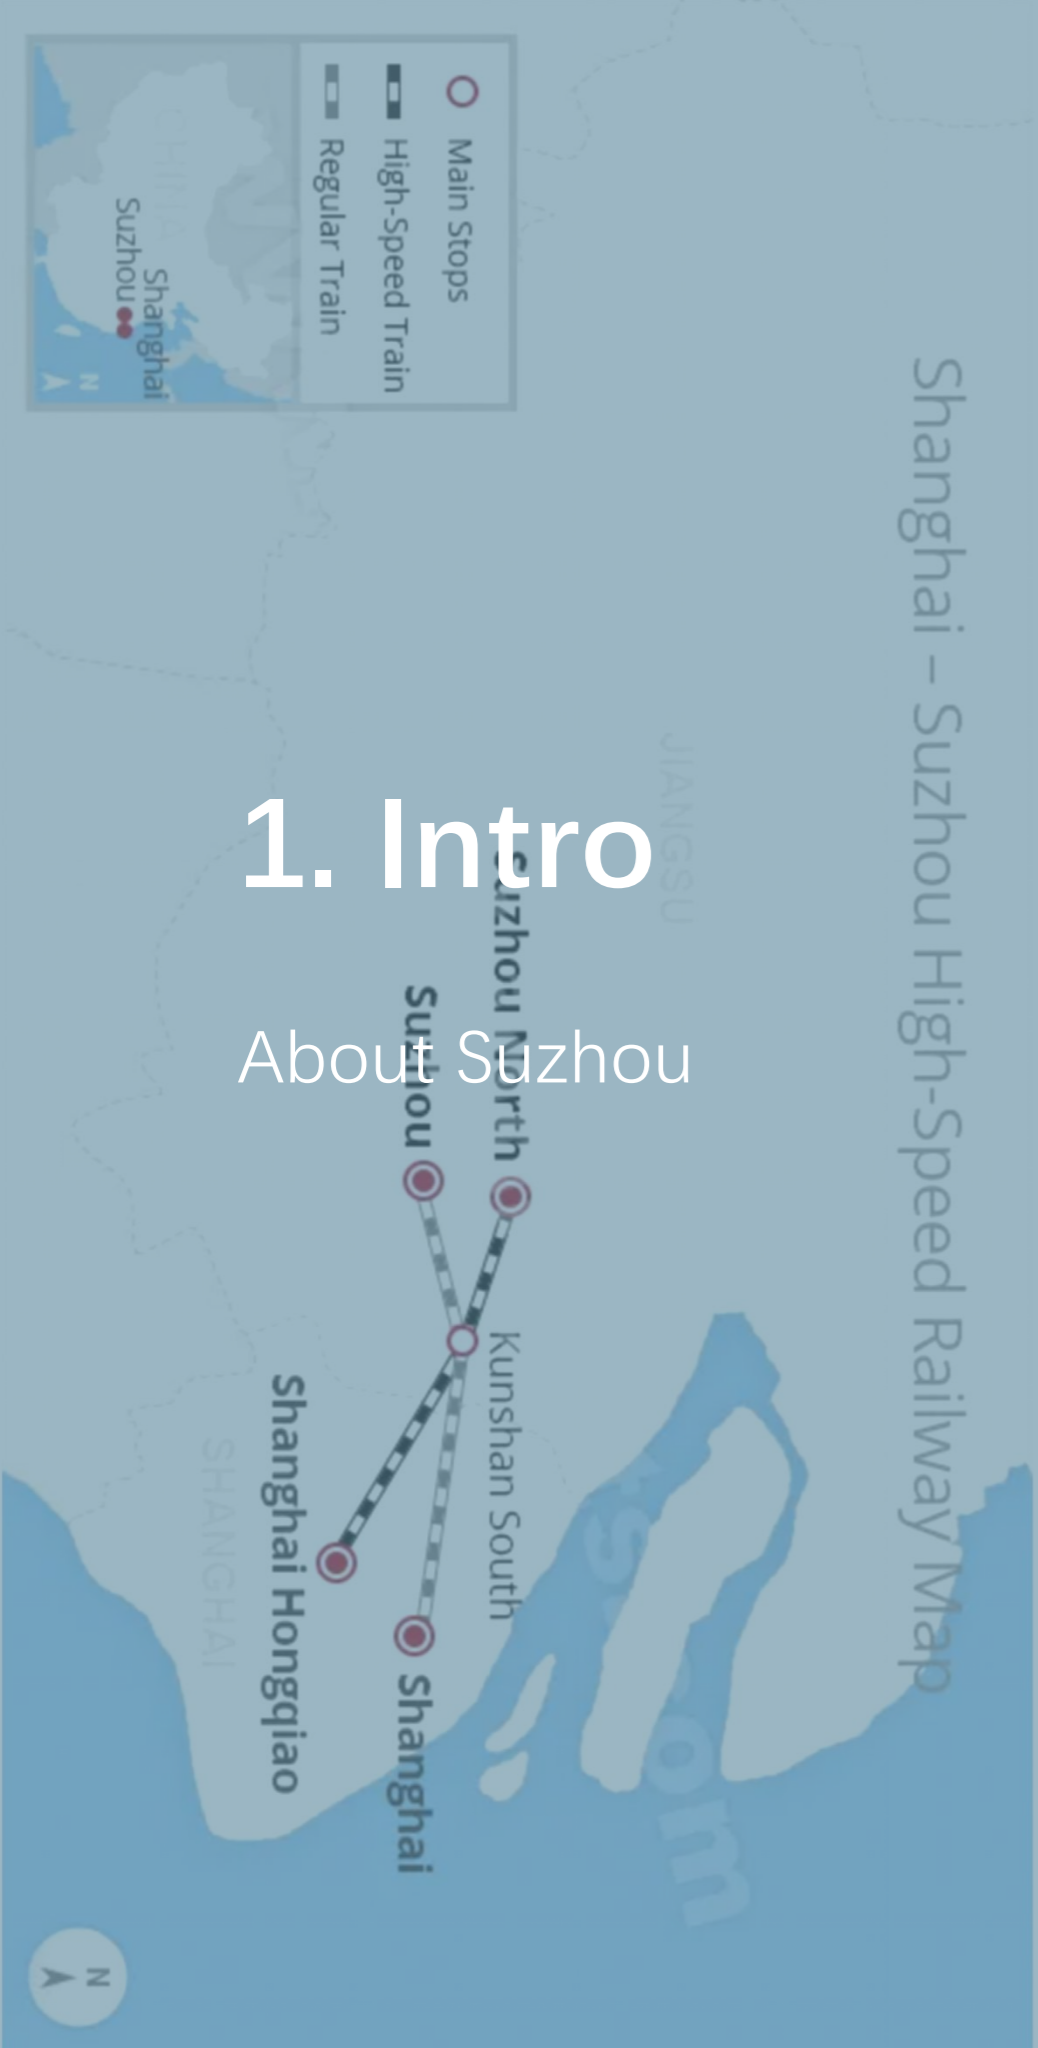 1. Intro
About Suzhou
Shanghai – Suzhou High-Speed Railway Map
Main Stops
High-Speed Train
Regular Train
CHINA
Suzhou
Shanghai
N
JIANGSU
Suzhou North
Suzhou
Kunshan South
Shanghai Hongqiao
Shanghai
SHANGHAI
N